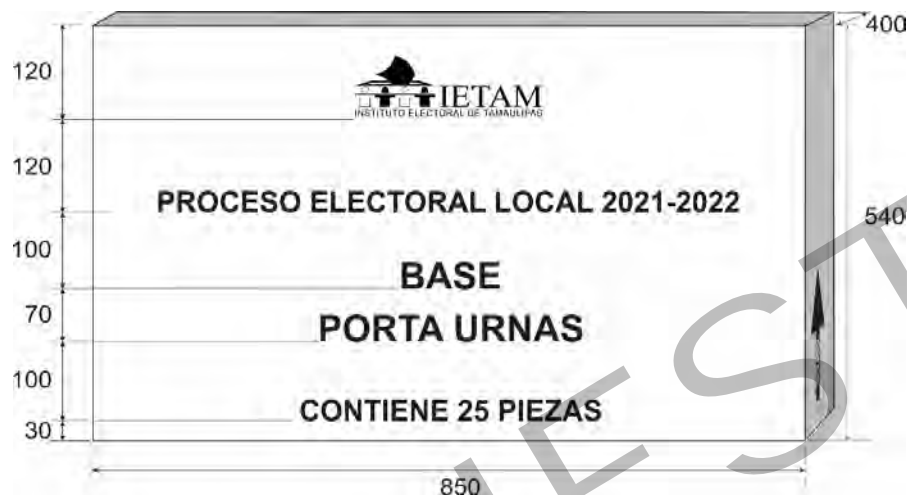 400
120
IETAM
INSTITUTO ELECTORAL DE TAMAULIPAS
120
PROCESO ELECTORAL LOCAL 2021-2022
540
100
BASE
70
PORTA URNAS
100
CONTIENE 25 PIEZAS
30
850